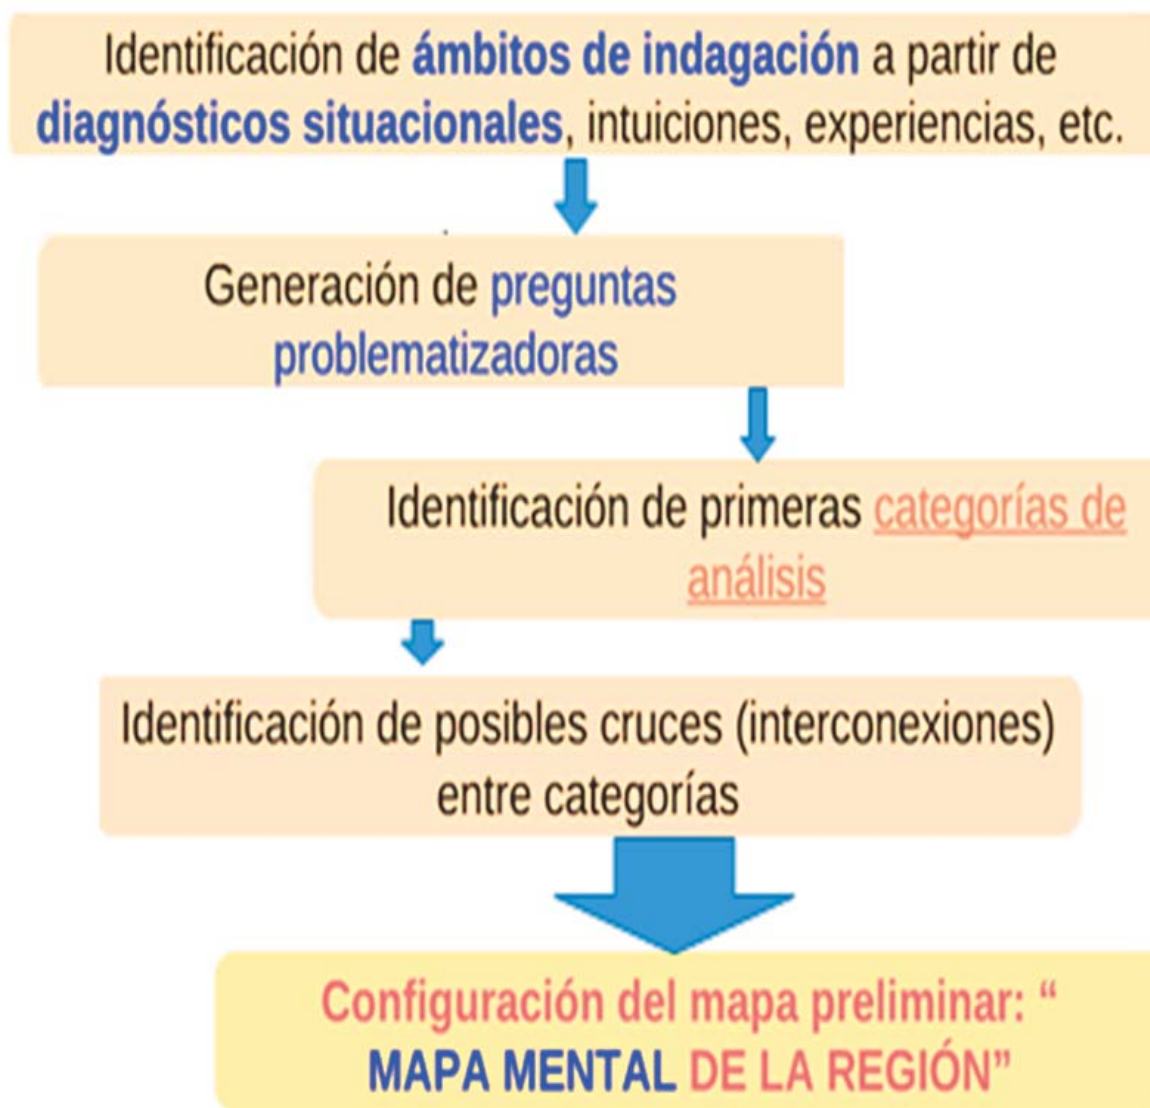 Identificación de ámbitos de indagación a partir de
diagnósticos situacionales, intuiciones, experiencias, etc.
Generación de preguntas
problematizadoras
Identificación de primeras categorías de
análisis
Identificación de posibles cruces (interconexiones)
entre categorías
Configuración del mapa preliminar: “
MAPA MENTAL DE LA REGIÓN”